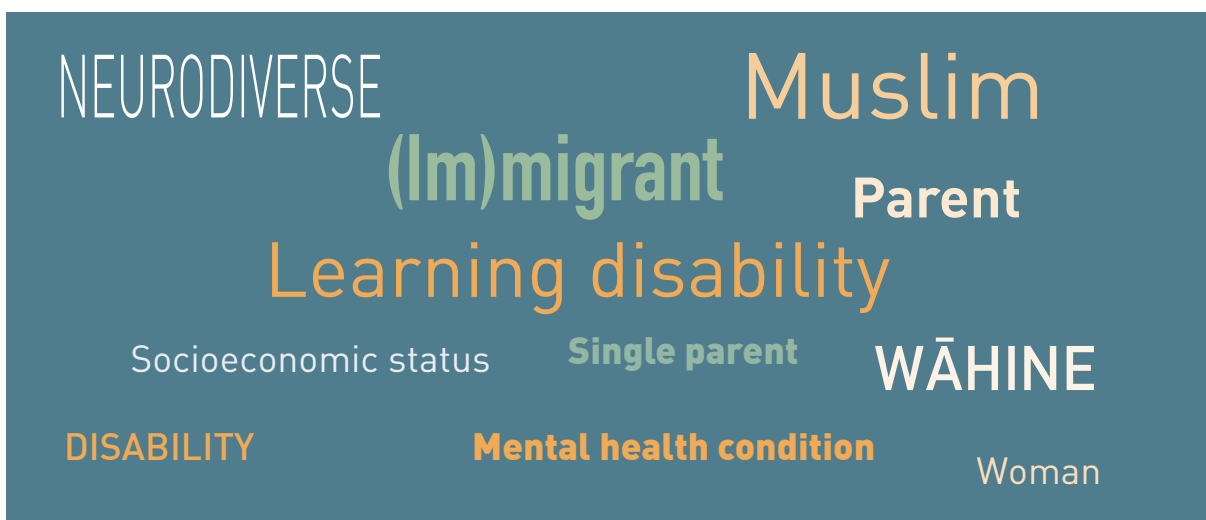 NEURODIVERSE
Muslim
(Im)migrant
Parent
Learning disability
Socioeconomic status
Single parent
WĀHINE
DISABILITY
Mental health condition
Woman